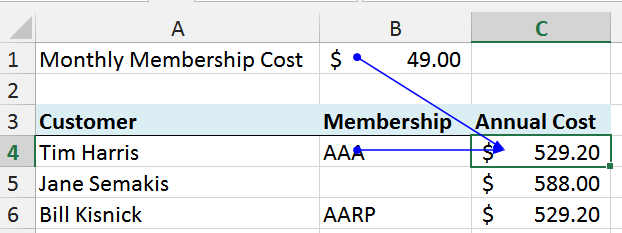 A B C
1 Monthly Membership Cost $ 49.00
2
3 Customer Membership Annual Cost
4 Tim Harris AAA $ 529.20
5 Jane Semakis $ 588.00
6 Bill Kisnick AARP $ 529.20